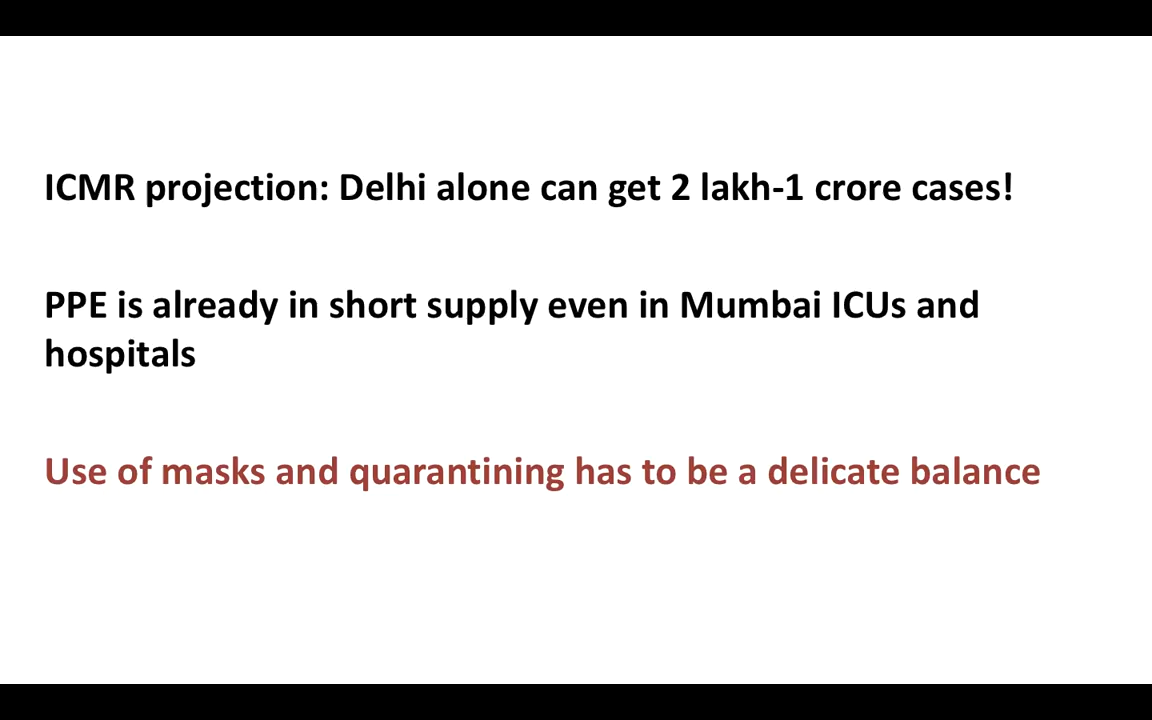 ICMR projection: Delhi alone can get 2 lakh-1 crore cases!
PPE is already in short supply even in Mumbai ICUs and
hospitals
Use of masks and quarantining has to be a delicate balance